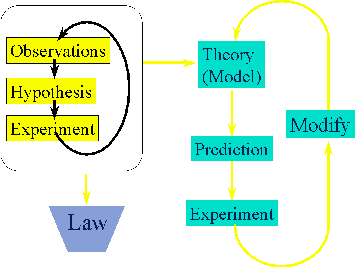 Observations
Hypothesis
Experiment
Law
Theory
(Model)
Prediction
Experiment
Modify